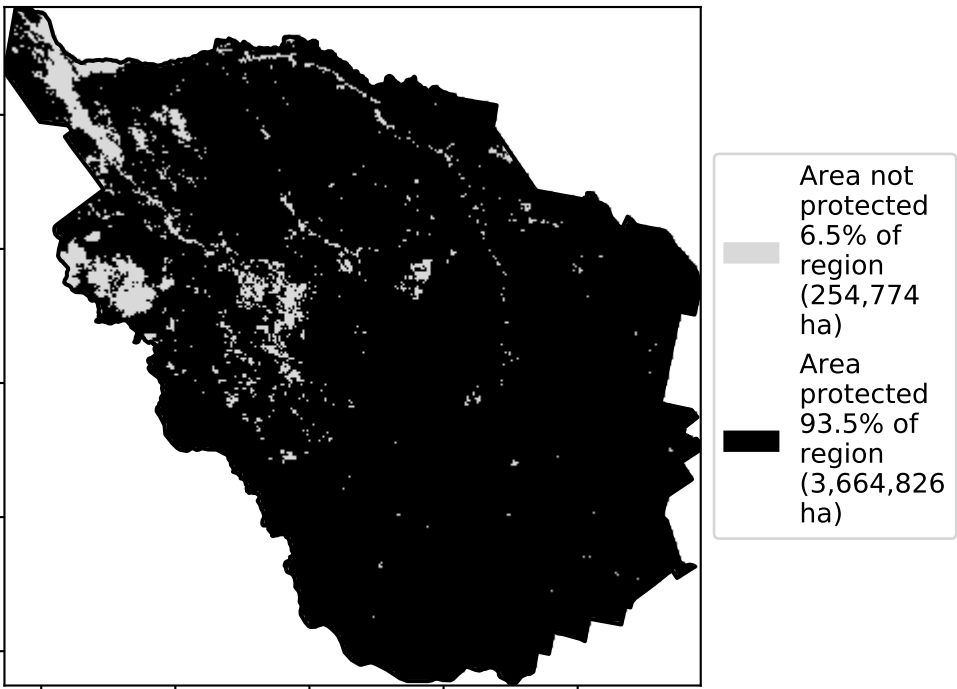 Area not
protected
6.5% of
region
(254,774
ha)
Area
protected
93.5% of
region
(3,664,826
ha)